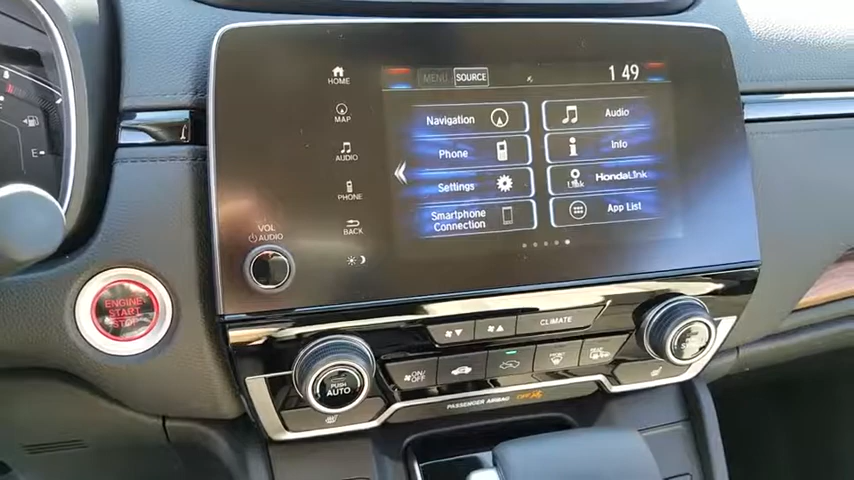 HOME
MENU SOURCE
1 49
MAP
Navigation
Audio
AUDIO
Phone
Info
PHONE
Settings
Link
HondaLink
BACK
Smartphone
Connection
App List
VOL
AUDIO
ENGINE
START
STOP
CLIMATE
PUSH
AUTO
OFF
PASSENGER AIRBAG
E